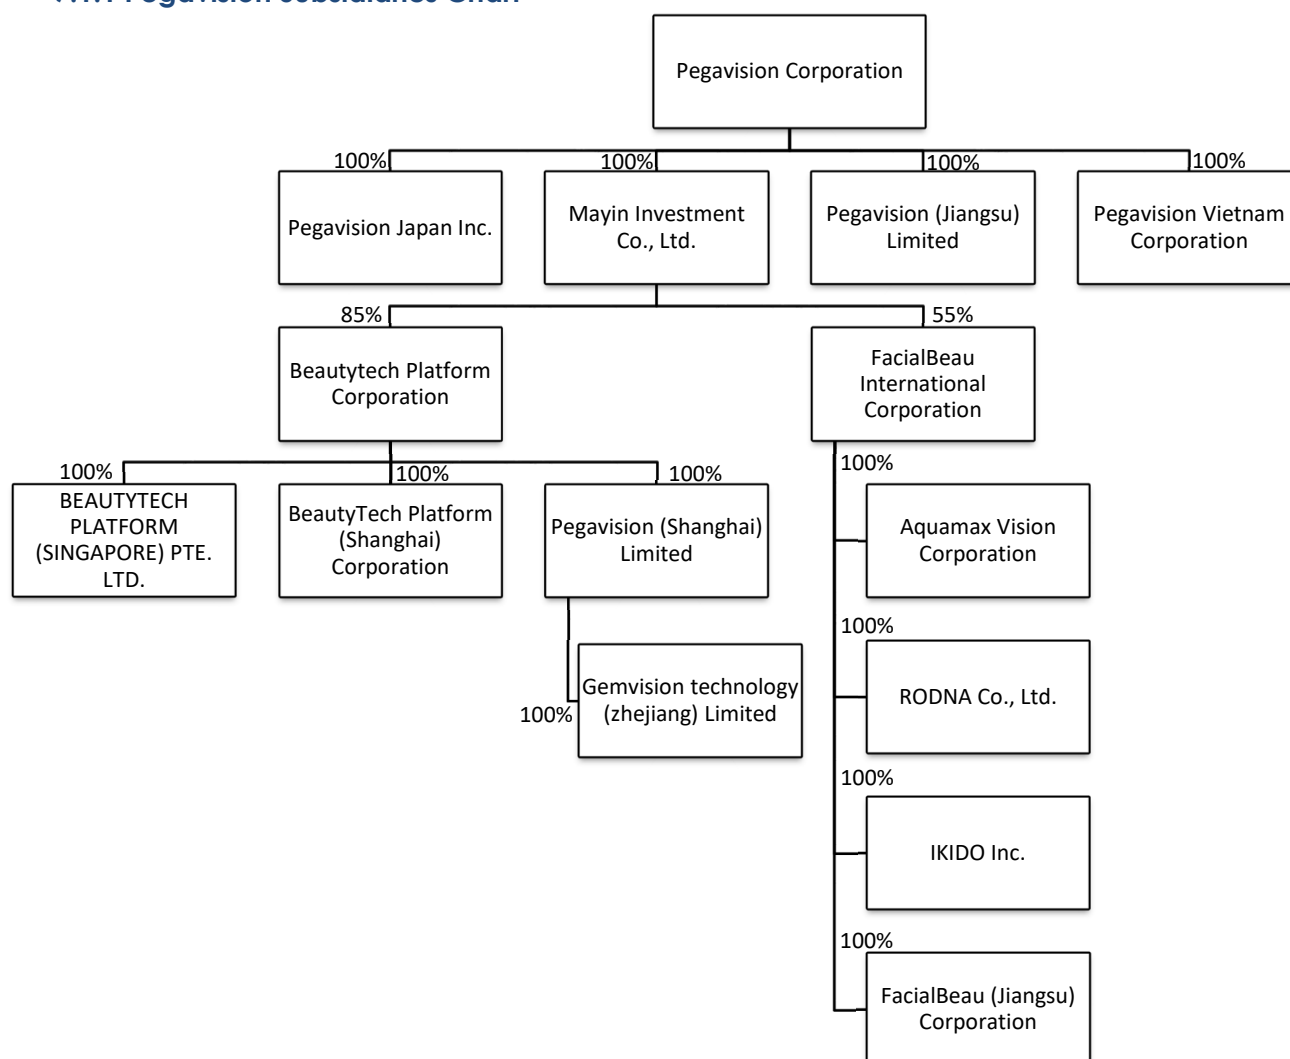 Pegavision Subsidiaries Chart
Pegavision Corporation
100%
100%
100%
100%
Pegavision Japan Inc.
Mayin Investment
Co., Ltd.
Pegavision (Jiangsu)
Limited
Pegavision Vietnam
Corporation
85%
55%
Beautytech Platform
Corporation
FacialBeau
International
Corporation
100%
100%
100%
BEAUTYTECH
PLATFORM
(SINGAPORE) PTE.
LTD.
BeautyTech Platform
(Shanghai)
Corporation
Pegavision (Shanghai)
Limited
100%
Gemvision technology
(zhejiang) Limited
100%
Aquamax Vision
Corporation
100%
RODNA Co., Ltd.
100%
IKIDO Inc.
100%
FacialBeau (Jiangsu)
Corporation